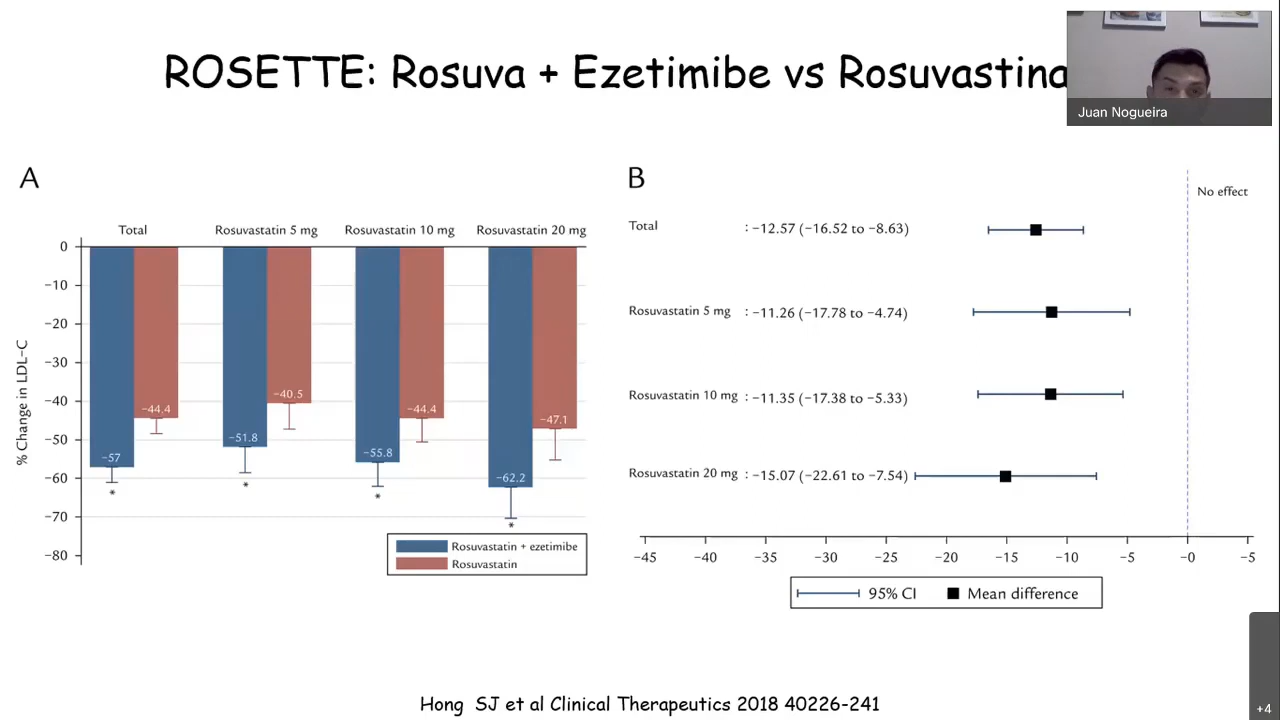 ROSETTE: Rosuva + Ezetimibe vs Rosuvastina
Juan Nogueira
A
Total
Rosuvastatin 5 mg
Rosuvastatin 10 mg
Rosuvastatin 20 mg
% Change in LDL-C
0
−10
−20
−30
−40
−50
−60
−70
−80
−57
−44.4
−51.8
−40.5
−55.8
−44.4
−62.2
−47.1
*
*
*
*
Rosuvastatin + ezetimibe
Rosuvastatin
B
No effect
Total : −12.57 (−16.52 to −8.63)
Rosuvastatin 5 mg : −11.26 (−17.78 to −4.74)
Rosuvastatin 10 mg : −11.35 (−17.38 to −5.33)
Rosuvastatin 20 mg : −15.07 (−22.61 to −7.54)
−45 −40 −35 −30 −25 −20 −15 −10 −5 −0 −5
95% CI Mean difference
Hong SJ et al Clinical Therapeutics 2018 40226-241
+4